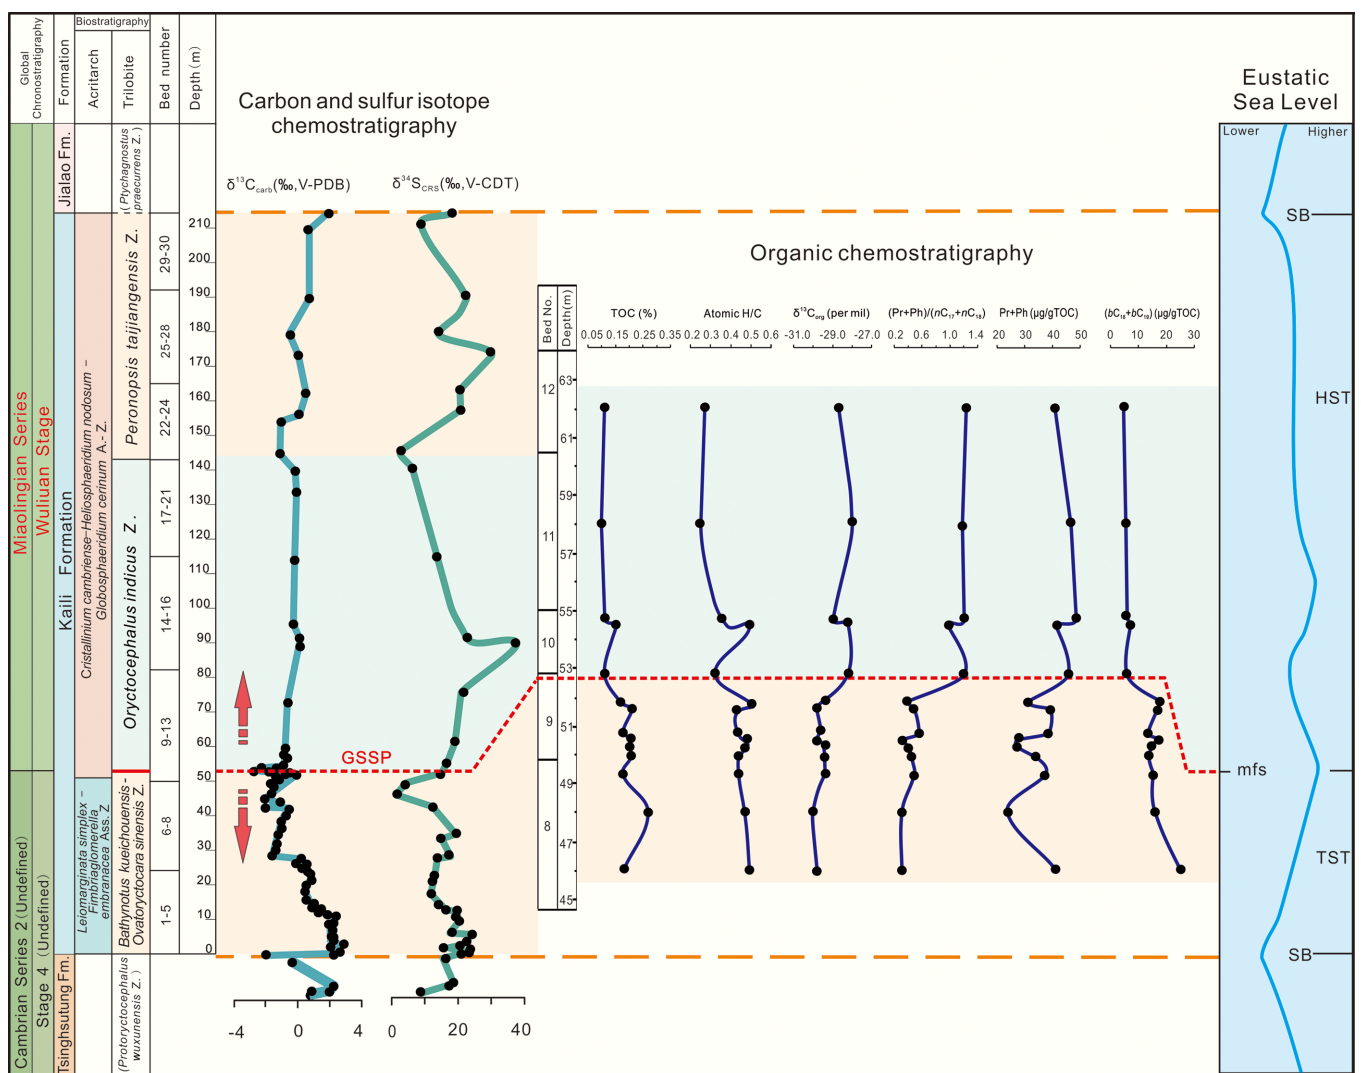 Global
Chronostratigraphy
Formation
Biostratigraphy
Acritarch
Trilobite
Bed number
Depth (m)
Carbon and sulfur isotope
chemostratigraphy
δ¹³Ccarb(‰,V-PDB)
δ³⁴SCRS(‰,V-CDT)
Miaolingian Series
Wuliuan Stage
Cambrian Series 2 (Undefined)
Stage 4 (Undefined)
Jialao Fm.
Kaili Formation
Tsinghsutung Fm.
Cristallinium cambriense–Heliosphaeridium nodosum –
Globosphaeridium cerinum A.- Z.
Leiomarginata simplex –
Fimbriaglomerella
embranacea Ass. Z
( Ptychagnostus
praecurrens Z. )
Peronopsis taijiangensis Z.
Oryctocephalus indicus Z.
Bathynotus kueichouensis -
Ovatoryctocara sinensis Z.
(Protoryctocephalus
wuxunensis Z. )
29-30
25-28
22-24
17-21
14-16
9-13
6-8
1-5
210
200
190
180
170
160
150
140
130
120
110
100
90
80
70
60
50
40
30
20
10
0
GSSP
-4
0
4
0
20
40
Organic chemostratigraphy
Bed No.
Depth(m)
TOC (%)
0.05 0.15 0.25 0.35
Atomic H/C
0.2 0.3 0.4 0.5 0.6
δ¹³Corg (per mil)
-31.0 -29.0 -27.0
(Pr+Ph)/(nC17+nC18)
0.2 0.6 1.0 1.4
Pr+Ph (μg/gTOC)
20 30 40 50
(bC18+bC19) (μg/gTOC)
0 10 20 30
12
11
10
9
8
63
61
59
57
55
53
51
49
47
45
Eustatic
Sea Level
Lower
Higher
SB
HST
mfs
TST
SB